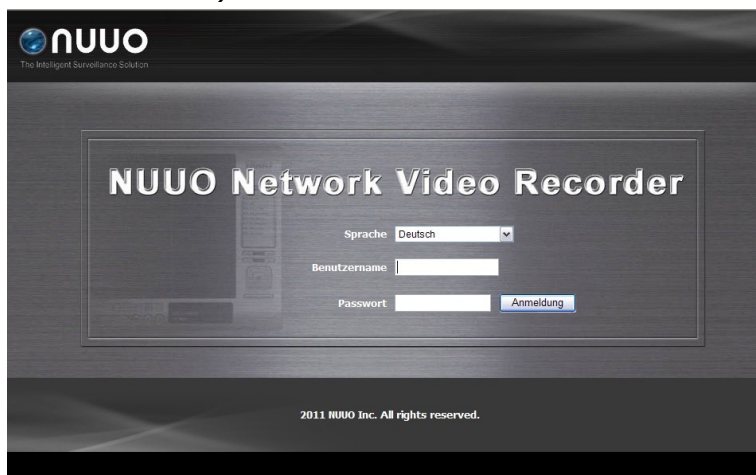 nuuo
The Intelligent Surveillance Solution
NUUO Network Video Recorder
Sprache Deutsch
Benutzername
Passwort Anmeldung
2011 NUUO Inc. All rights reserved.